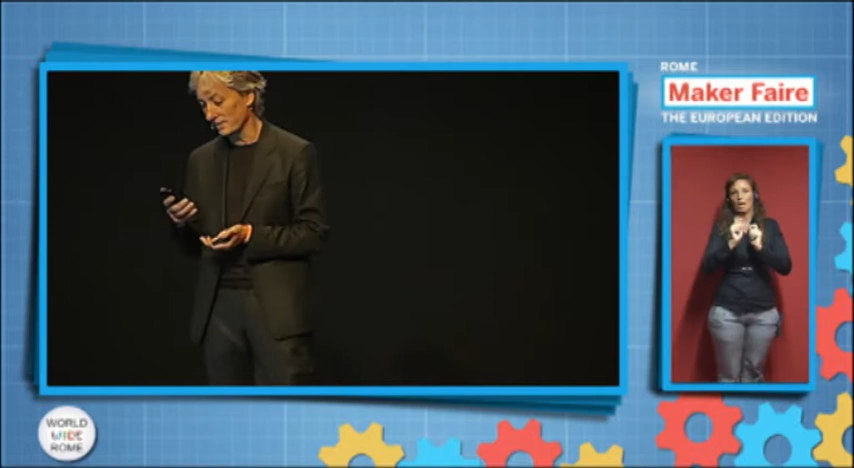 ROME
Maker Faire
THE EUROPEAN EDITION
WORLD
WIDE
ROME